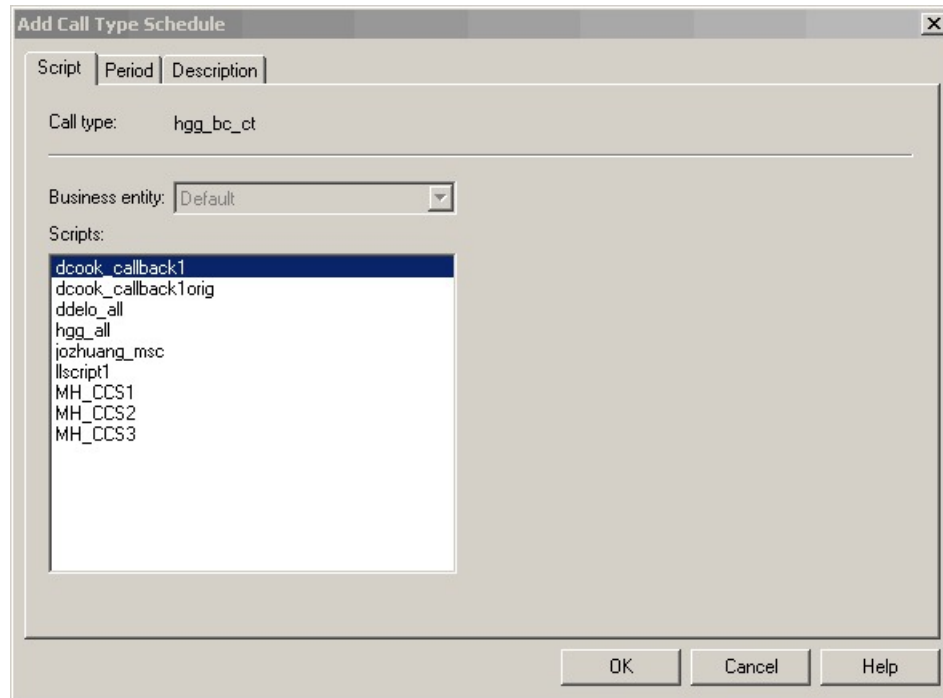 Add Call Type Schedule
Script Period Description
Call type: hgg_bc_ct
Business entity: Default
Scripts:
dcook_callback1
dcook_callback1orig
ddelo_all
hgg_all
jozhuang_msc
llscript1
MH_CCS1
MH_CCS2
MH_CCS3
OK Cancel Help